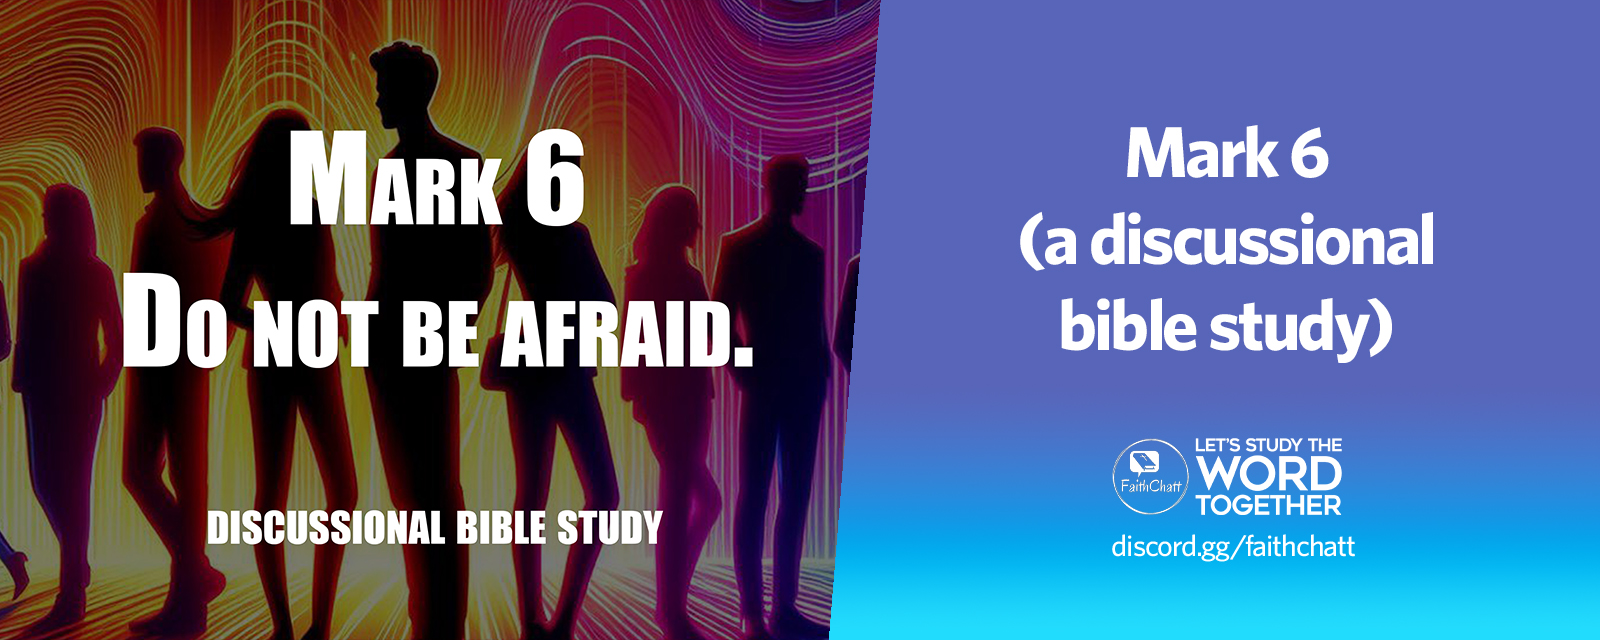 Mark 6
Do not be afraid.
discussional bible study
Mark 6
(a discussional
bible study)
FaithChatt
LET'S STUDY THE
WORD
TOGETHER
discord.gg/faithchatt